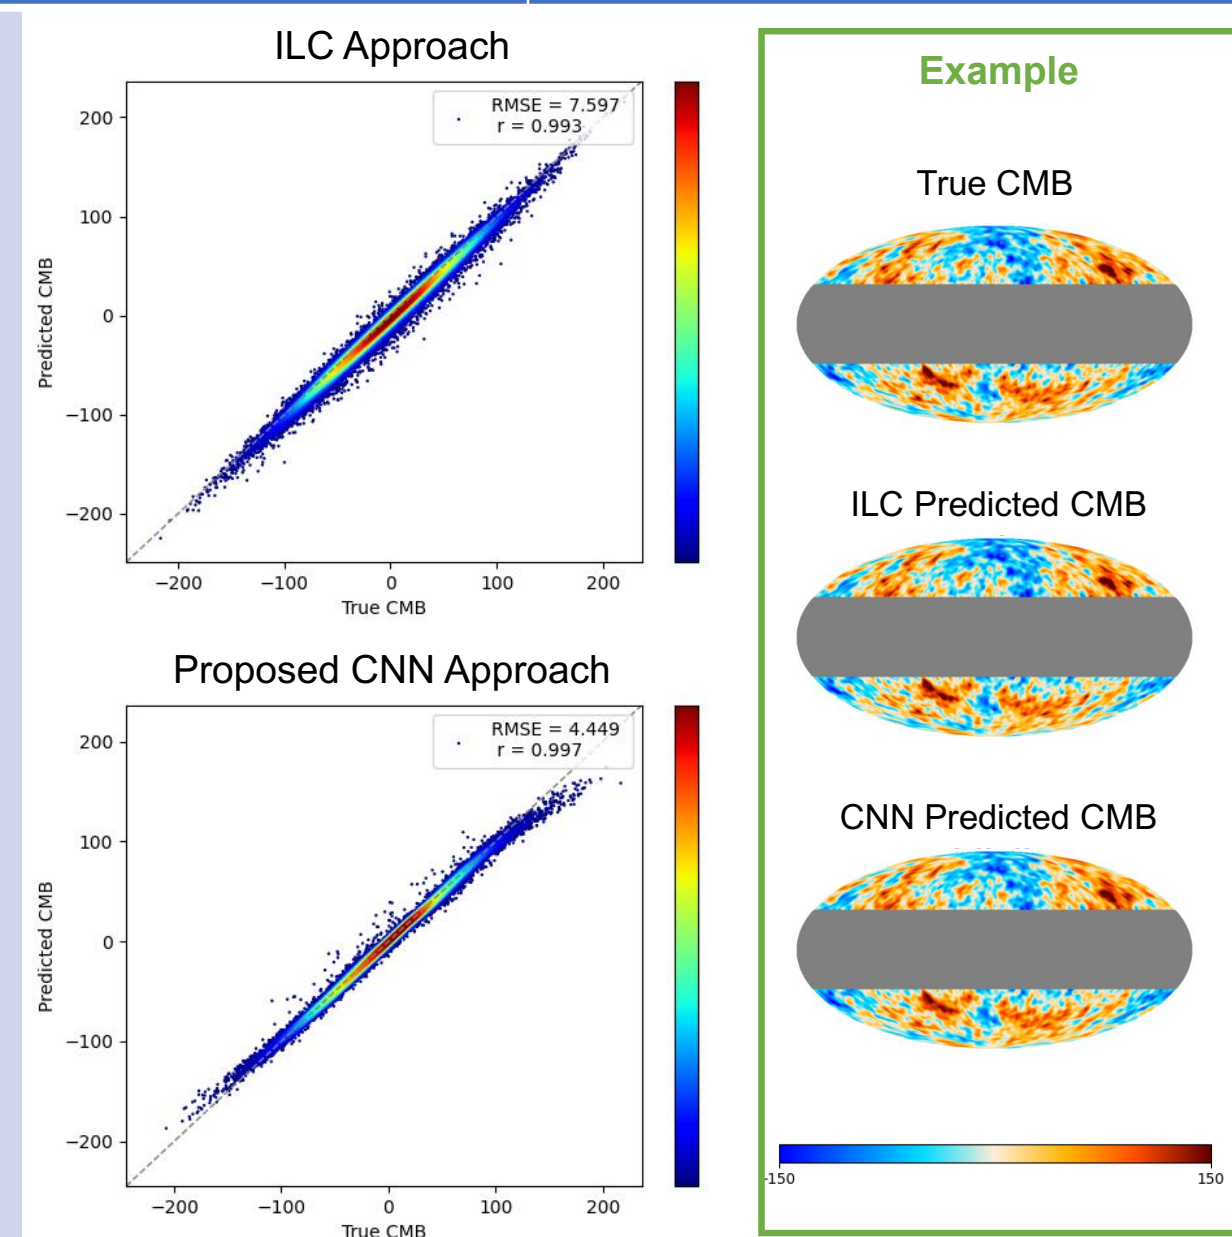 ILC Approach
RMSE = 7.597
r = 0.993
200
100
0
−100
−200
Predicted CMB
−200 −100 0 100 200
True CMB
Proposed CNN Approach
RMSE = 4.449
r = 0.997
200
100
0
−100
−200
Predicted CMB
−200 −100 0 100 200
True CMB
Example
True CMB
ILC Predicted CMB
CNN Predicted CMB
-150 150